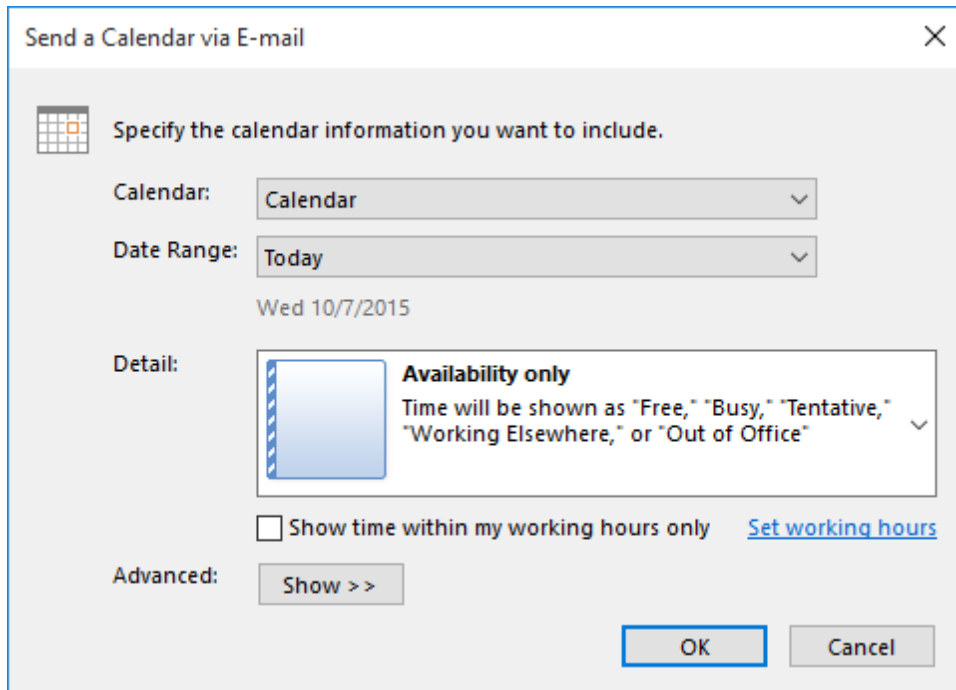 Send a Calendar via E-mail
Specify the calendar information you want to include.
Calendar:
Calendar
Date Range:
Today
Wed 10/7/2015
Detail:
Availability only
Time will be shown as "Free," "Busy," "Tentative,"
"Working Elsewhere," or "Out of Office"
Show time within my working hours only
Set working hours
Advanced:
Show >>
OK
Cancel